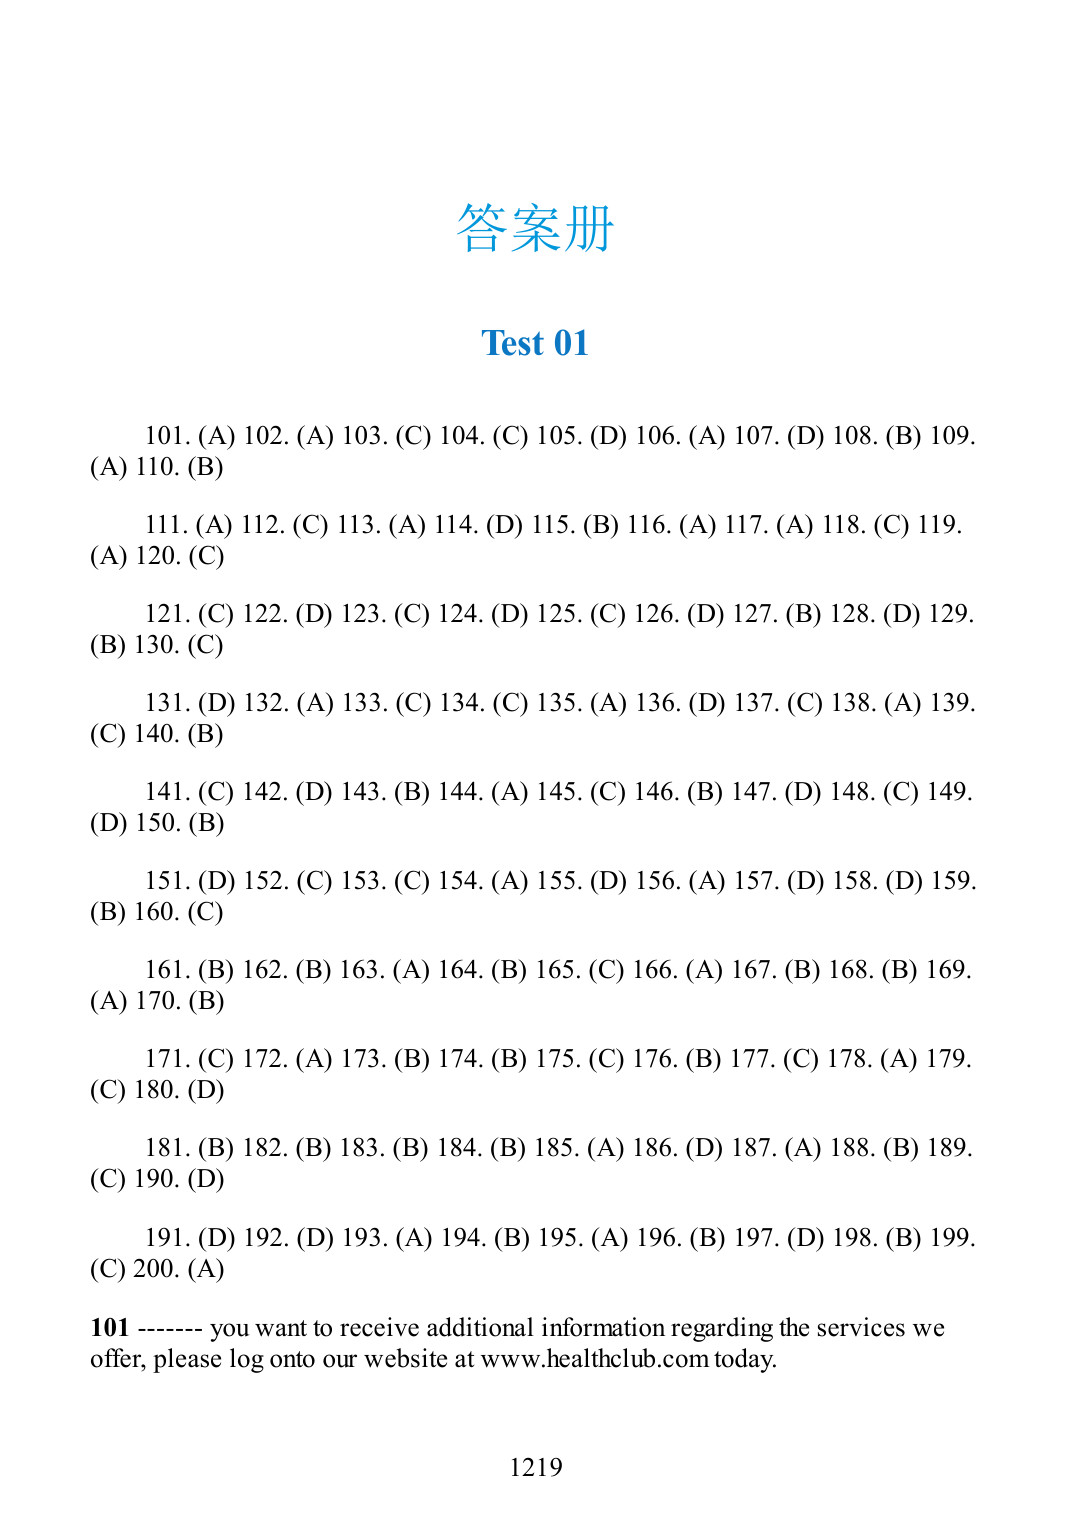 答案册
Test 01
101. (A) 102. (A) 103. (C) 104. (C) 105. (D) 106. (A) 107. (D) 108. (B) 109.
(A) 110. (B)
111. (A) 112. (C) 113. (A) 114. (D) 115. (B) 116. (A) 117. (A) 118. (C) 119.
(A) 120. (C)
121. (C) 122. (D) 123. (C) 124. (D) 125. (C) 126. (D) 127. (B) 128. (D) 129.
(B) 130. (C)
131. (D) 132. (A) 133. (C) 134. (C) 135. (A) 136. (D) 137. (C) 138. (A) 139.
(C) 140. (B)
141. (C) 142. (D) 143. (B) 144. (A) 145. (C) 146. (B) 147. (D) 148. (C) 149.
(D) 150. (B)
151. (D) 152. (C) 153. (C) 154. (A) 155. (D) 156. (A) 157. (D) 158. (D) 159.
(B) 160. (C)
161. (B) 162. (B) 163. (A) 164. (B) 165. (C) 166. (A) 167. (B) 168. (B) 169.
(A) 170. (B)
171. (C) 172. (A) 173. (B) 174. (B) 175. (C) 176. (B) 177. (C) 178. (A) 179.
(C) 180. (D)
181. (B) 182. (B) 183. (B) 184. (B) 185. (A) 186. (D) 187. (A) 188. (B) 189.
(C) 190. (D)
191. (D) 192. (D) 193. (A) 194. (B) 195. (A) 196. (B) 197. (D) 198. (B) 199.
(C) 200. (A)
101 ------- you want to receive additional information regarding the services we
offer, please log onto our website at www.healthclub.com today.
1219